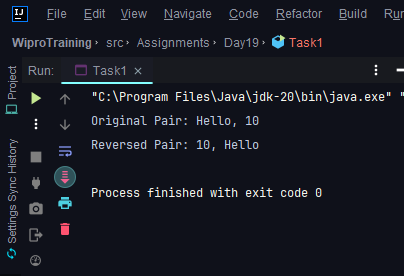 IJ File Edit View Navigate Code Refactor Build
WiproTraining src Assignments Day19 Task1
Run: Task1
Project
Settings Sync History
"C:\Program Files\Java\jdk-20\bin\java.exe" "
Original Pair: Hello, 10
Reversed Pair: 10, Hello
Process finished with exit code 0